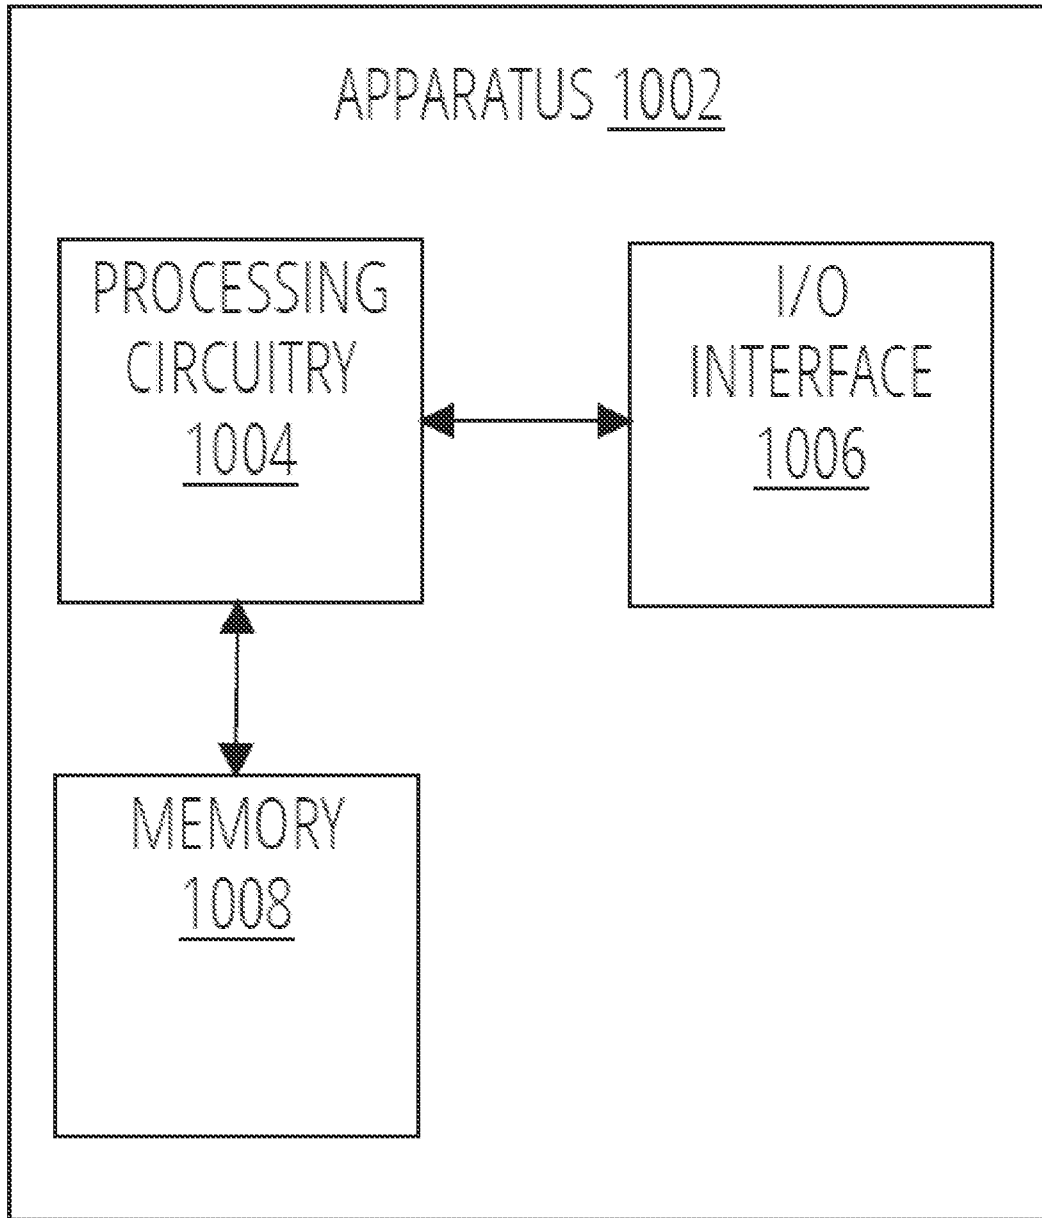 APPARATUS 1002
PROCESSING
CIRCUITRY
1004
I/O
INTERFACE
1006
MEMORY
1008